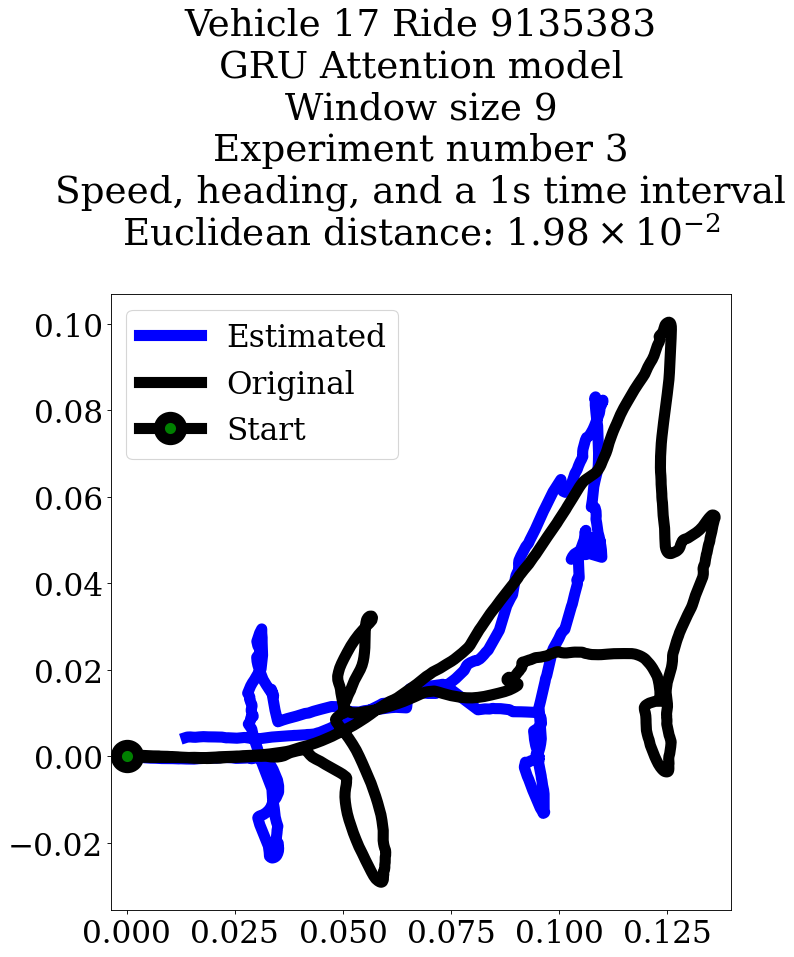 Vehicle 17 Ride 9135383
GRU Attention model
Window size 9
Experiment number 3
Speed, heading, and a 1s time interval
Euclidean distance: 1.98 × 10⁻²
Estimated
Original
Start
0.10
0.08
0.06
0.04
0.02
0.00
−0.02
0.000 0.025 0.050 0.075 0.100 0.125